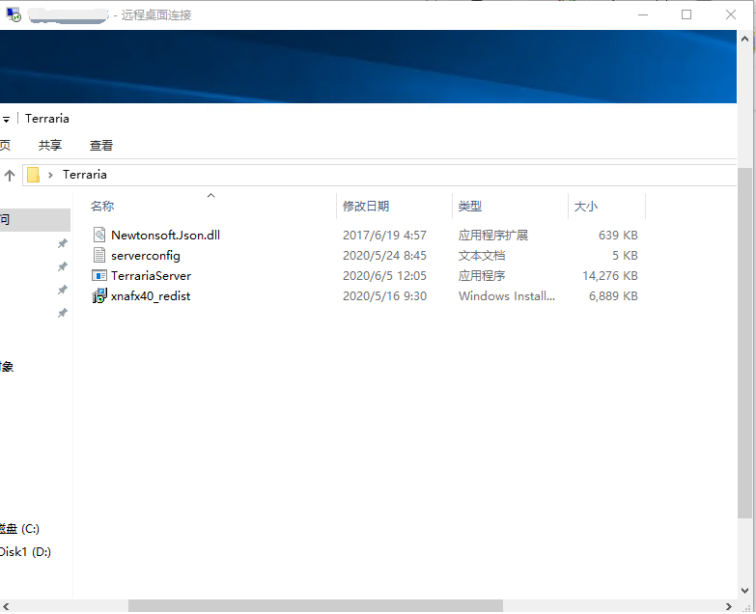 - 远程桌面连接
Terraria
页 共享 查看
Terraria
名称 修改日期 类型 大小
问
Newtonsoft.Json.dll 2017/6/19 4:57 应用程序扩展 639 KB
serverconfig 2020/5/24 8:45 文本文档 5 KB
TerrariaServer 2020/6/5 12:05 应用程序 14,276 KB
xnafx40_redist 2020/5/16 9:30 Windows Install... 6,889 KB
对象
磁盘 (C:)
Disk1 (D:)